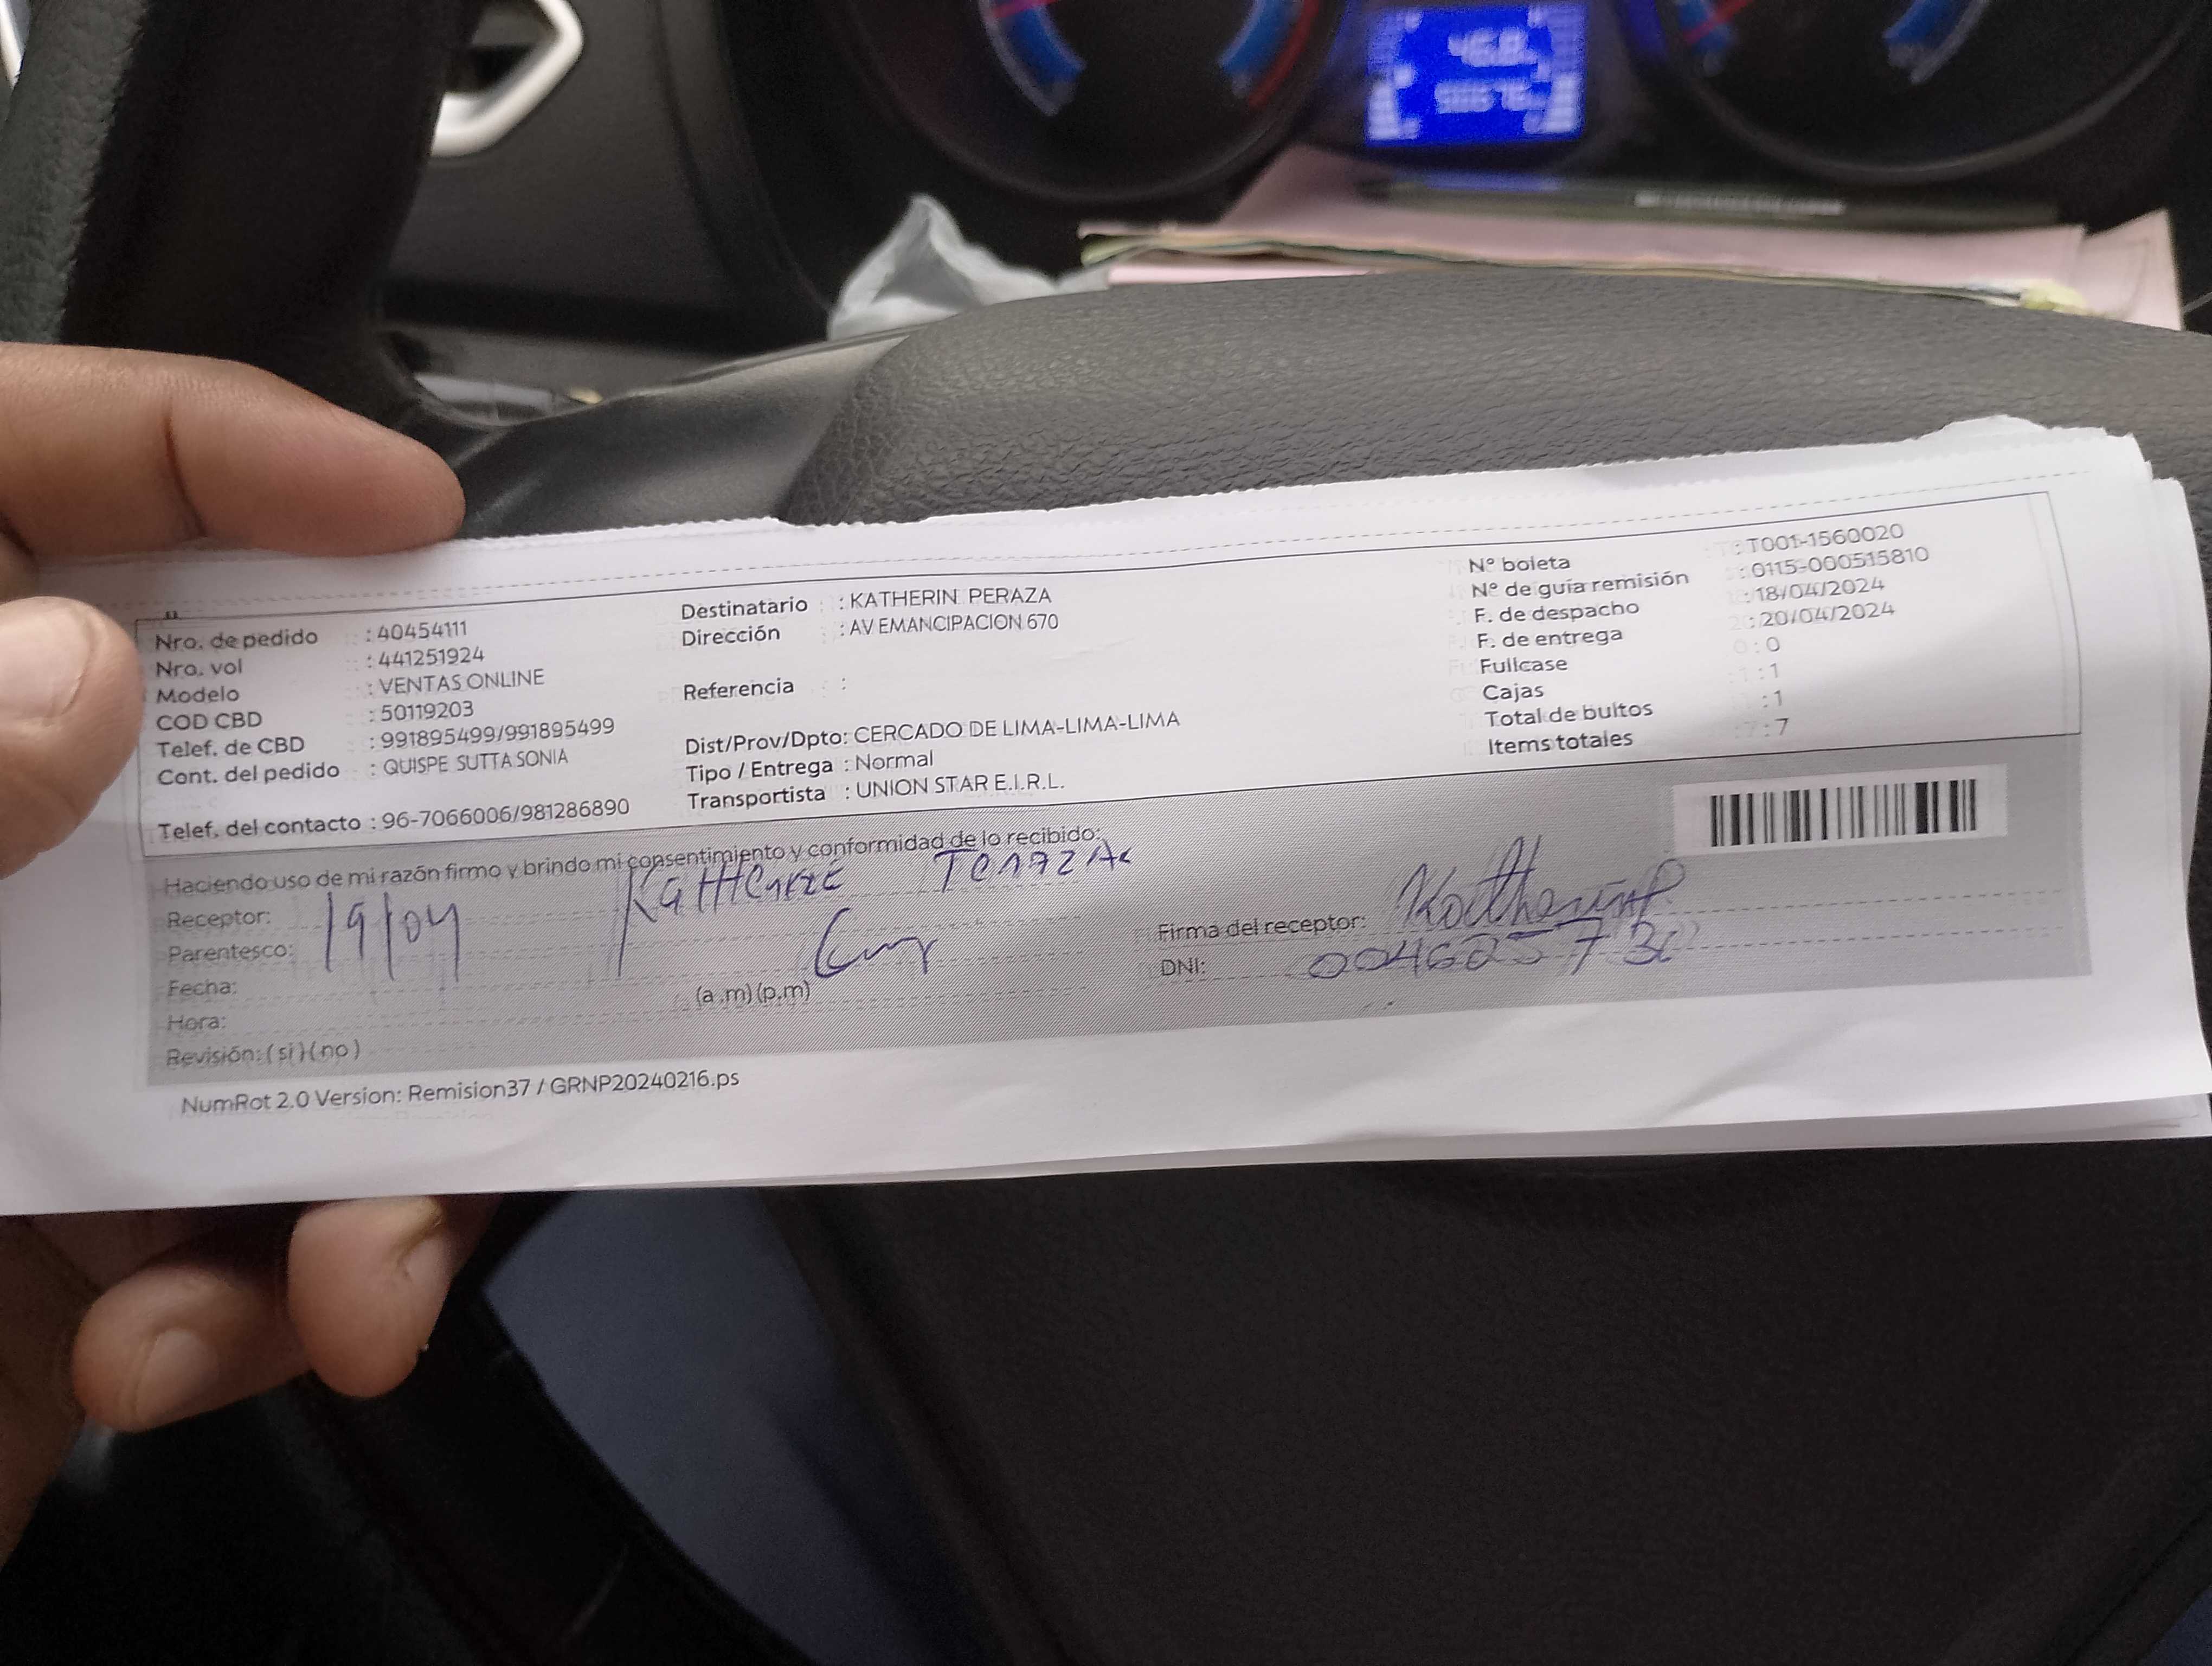 Nro. de pedido : 40454111
Nro. vol : 441251924
Modelo : VENTAS ONLINE
COD CBD : 50119203
Telef. de CBD : 991895499/991895499
Cont. del pedido : QUISPE SUTTA SONIA
Telef. del contacto : 96-7066006/981286890
Destinatario : KATHERIN PERAZA
Dirección : AV EMANCIPACION 670
Referencia :
Dist/Prov/Dpto: CERCADO DE LIMA-LIMA-LIMA
Tipo / Entrega : Normal
Transportista : UNION STAR E.I.R.L.
N° boleta : T001-1560020
N° de guía remisión : 0115-000515810
F. de despacho : 18/04/2024
F. de entrega : 20/04/2024
Fullcase : 0
Cajas : 1
Total de bultos : 1
Items totales : 7
Haciendo uso de mi razón firmo y brindo mi consentimiento y conformidad de lo recibido:
Receptor:
Parentesco: 19/04
Fecha:
Hora: (a.m) (p.m)
Revisión: ( si ) ( no )
Firma del receptor: Katherin P.
DNI:
NumRot 2.0 Version: Remision37 / GRNP20240216.ps